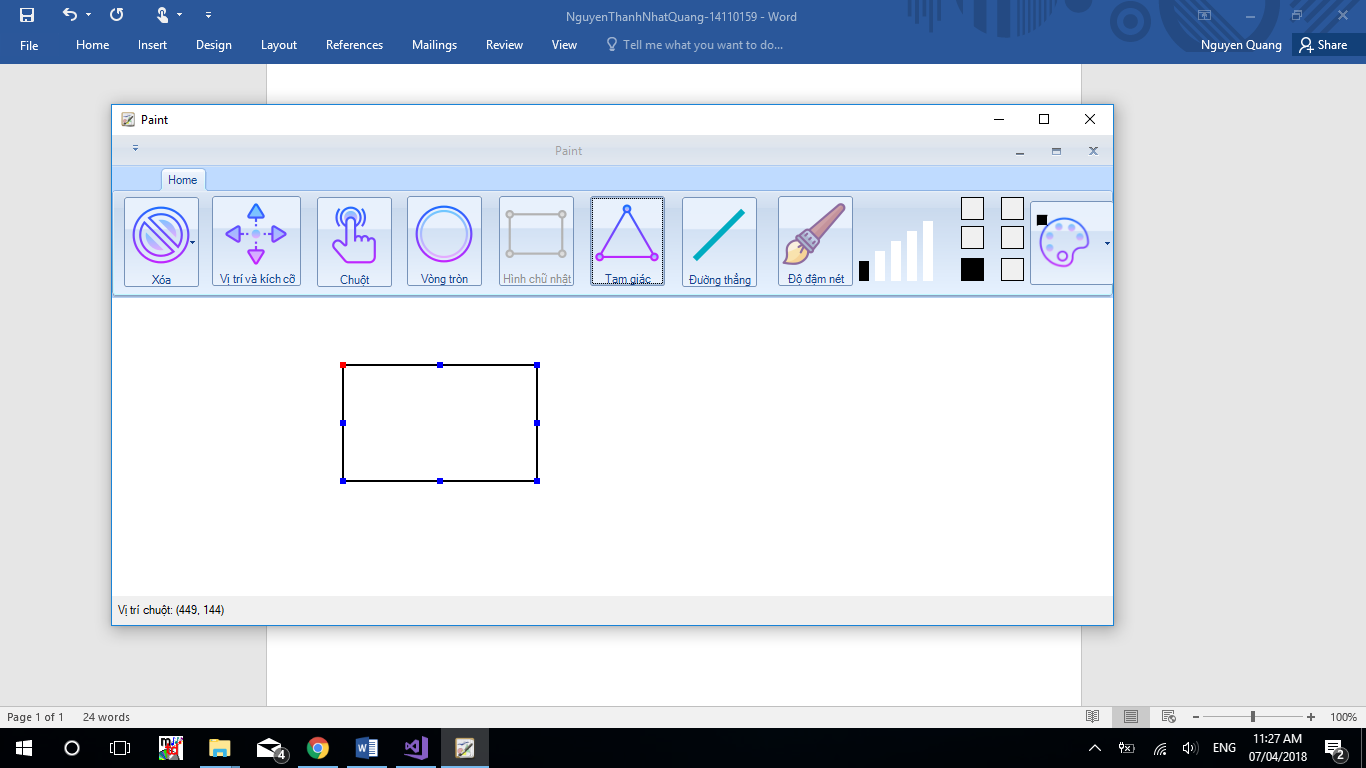 NguyenThanhNhatQuang-14110159 - Word
File Home Insert Design Layout References Mailings Review View Tell me what you want to do... Nguyen Quang Share
Paint
Paint
Home
Xóa Vị trí và kích cỡ Chuột Vòng tròn Hình chữ nhật Tam giác Đường thẳng Độ đậm nét
Vị trí chuột: (449, 144)
Page 1 of 1 24 words 100%
4 ENG 11:27 AM 2
07/04/2018